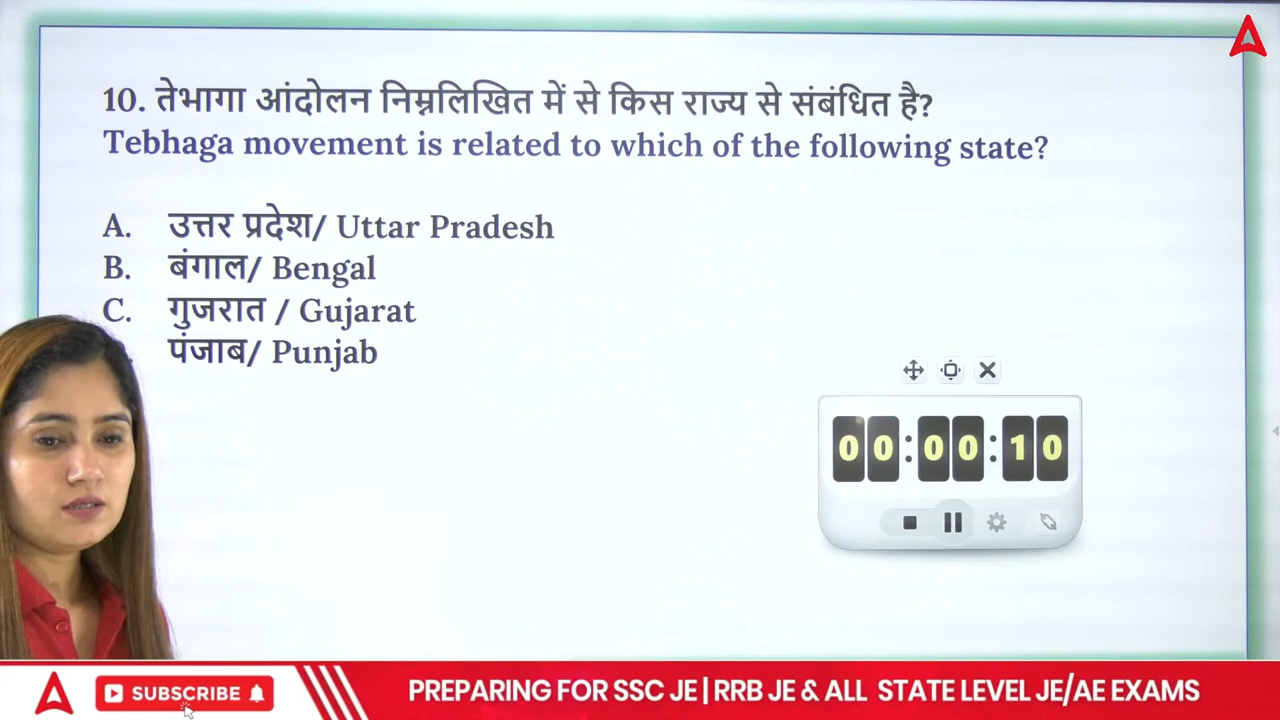 10. तेभागा आंदोलन निम्नलिखित में से किस राज्य से संबंधित है?
Tebhaga movement is related to which of the following state?
A. उत्तर प्रदेश/ Uttar Pradesh
B. बंगाल/ Bengal
C. गुजरात / Gujarat
पंजाब/ Punjab
00:00:10
SUBSCRIBE
PREPARING FOR SSC JE | RRB JE & ALL STATE LEVEL JE/AE EXAMS